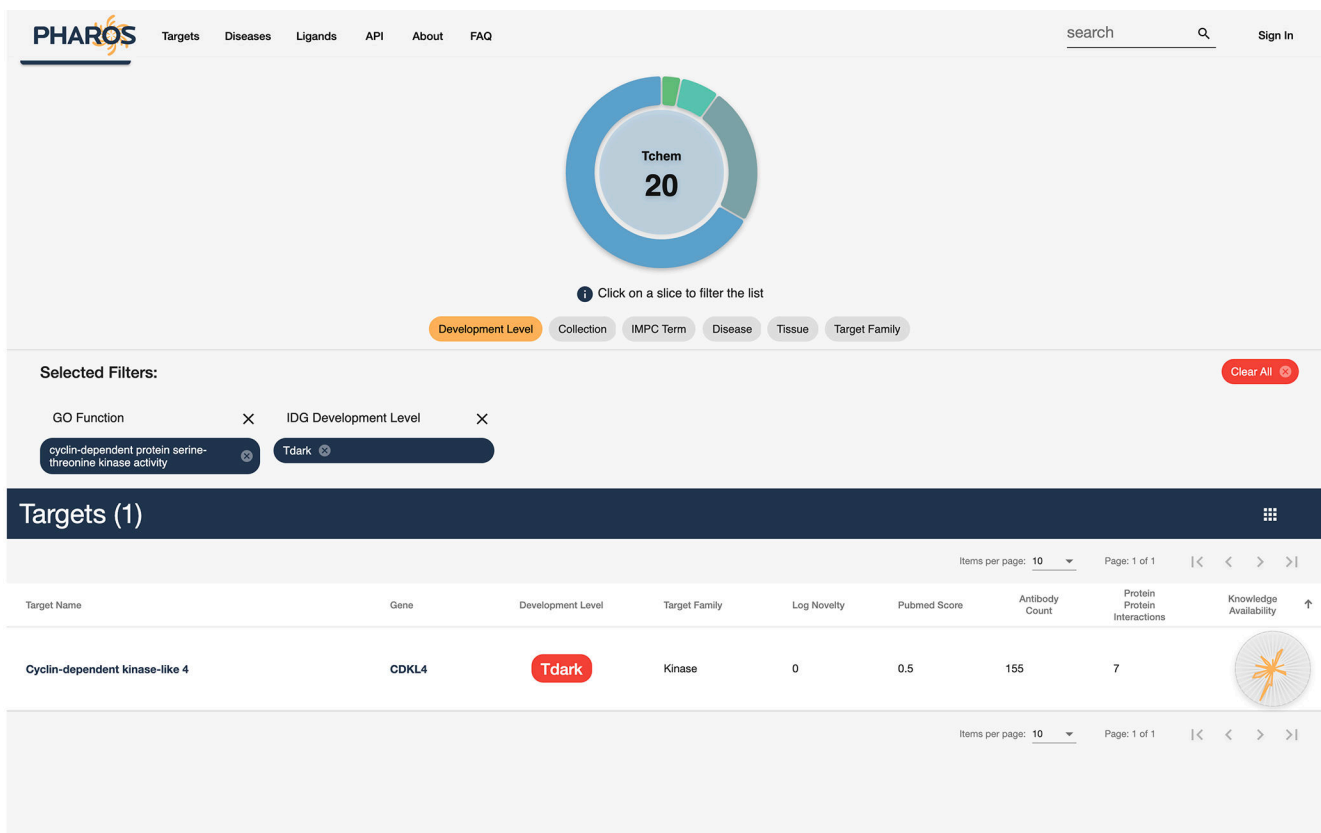 PHAROS Targets Diseases Ligands API About FAQ search Sign In
Tchem
20
Click on a slice to filter the list
Development Level Collection IMPC Term Disease Tissue Target Family
Selected Filters: Clear All
GO Function IDG Development Level
cyclin-dependent protein serine-
threonine kinase activity
Tdark
Targets (1)
Items per page: 10 Page: 1 of 1
Target Name Gene Development Level Target Family Log Novelty Pubmed Score Antibody Count Protein Protein Interactions Knowledge Availability
Cyclin-dependent kinase-like 4 CDKL4 Tdark Kinase 0 0.5 155 7
Items per page: 10 Page: 1 of 1